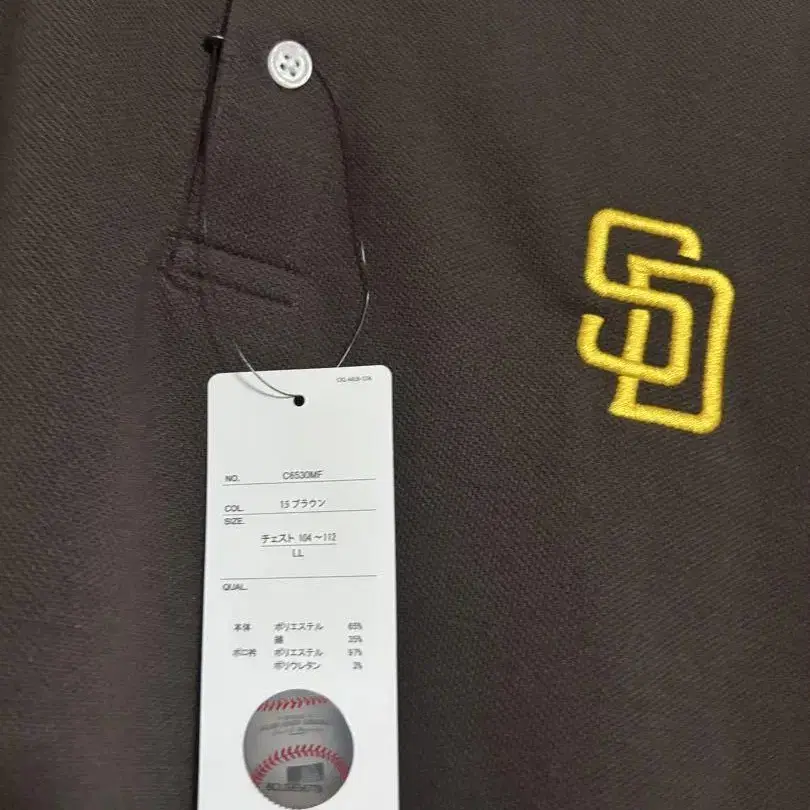 SD
NO. C6530MF
COL. 15 ブラウン
SIZE.
チェスト 104～112
LL
QUAL.
本体 ポリエステル 65%
綿 35%
ポロ衿 ポリエステル 97%
ポリウレタン 3%